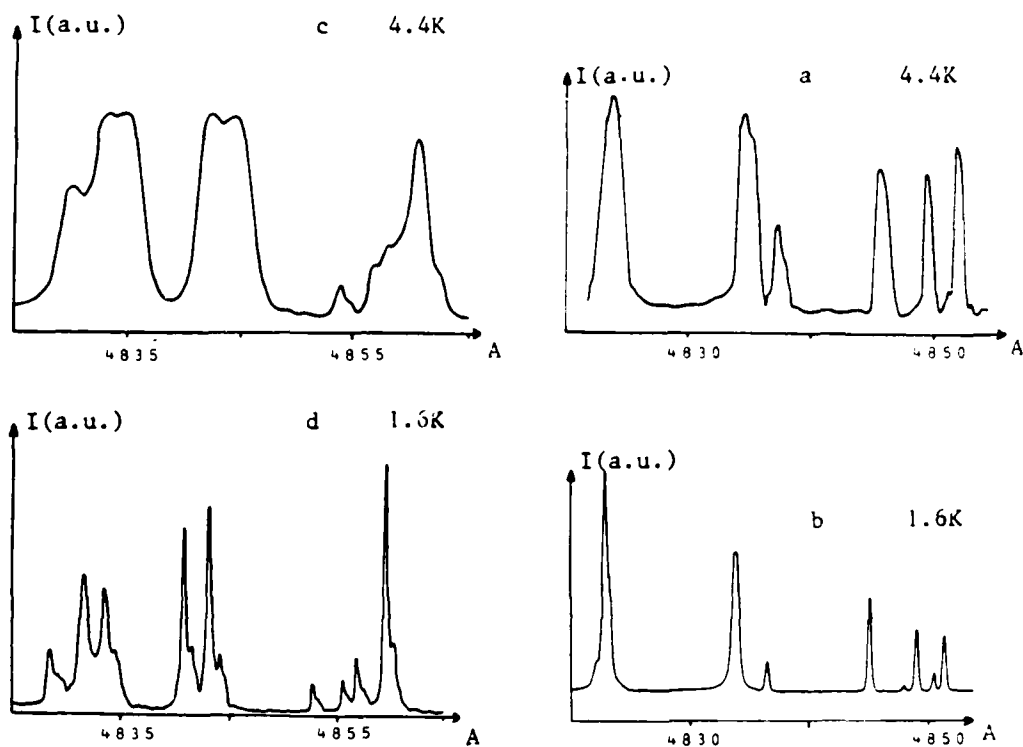 I(a.u.) c 4.4K
4835 4855 A
I(a.u.) a 4.4K
4830 4850 A
I(a.u.) d 1.6K
4835 4855 A
I(a.u.) b 1.6K
4830 4850 A